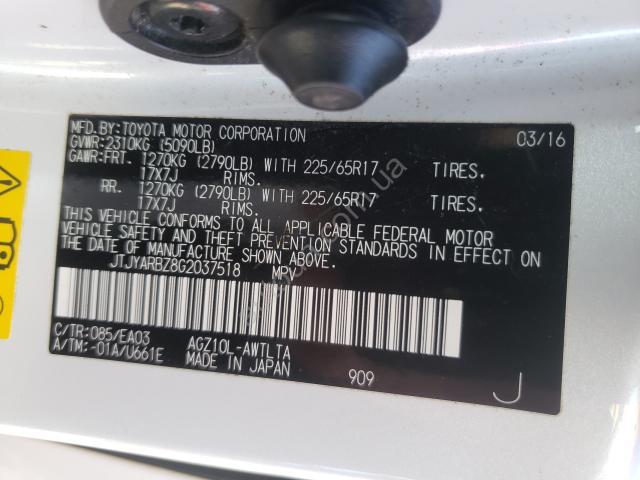 MFD.BY:TOYOTA MOTOR CORPORATION 03/16
GVWR:2310KG (5090LB)
GAWR:FRT. 1270KG (2790LB) WITH 225/65R17 TIRES.
17X7J RIMS.
RR. 1270KG (2790LB) WITH 225/65R17 TIRES.
17X7J RIMS.
THIS VEHICLE CONFORMS TO ALL APPLICABLE FEDERAL MOTOR
VEHICLE SAFETY AND THEFT PREVENTION STANDARDS IN EFFECT ON
THE DATE OF MANUFACTURE SHOWN ABOVE.
JTJYARBZ8G2037518 MPV
C/TR:085/EA03 AGZ10L-AWTLTA
A/TM:-01A/U661E MADE IN JAPAN 909 J